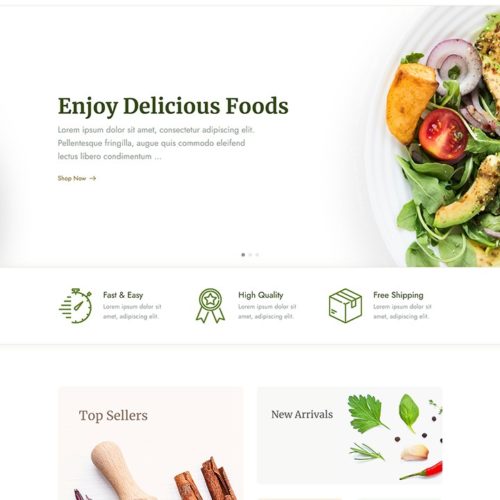 Enjoy Delicious Foods
Lorem ipsum dolor sit amet, consectetur adipiscing elit.
Pellentesque fringilla, augue quis commodo eleifend
lectus libero condimentum ...
Shop Now →
Fast & Easy
Lorem ipsum dolor sit
amet, adipiscing elit.
High Quality
Lorem ipsum dolor sit
amet, adipiscing elit.
Free Shipping
Lorem ipsum dolor sit
amet, adipiscing elit.
Top Sellers
New Arrivals